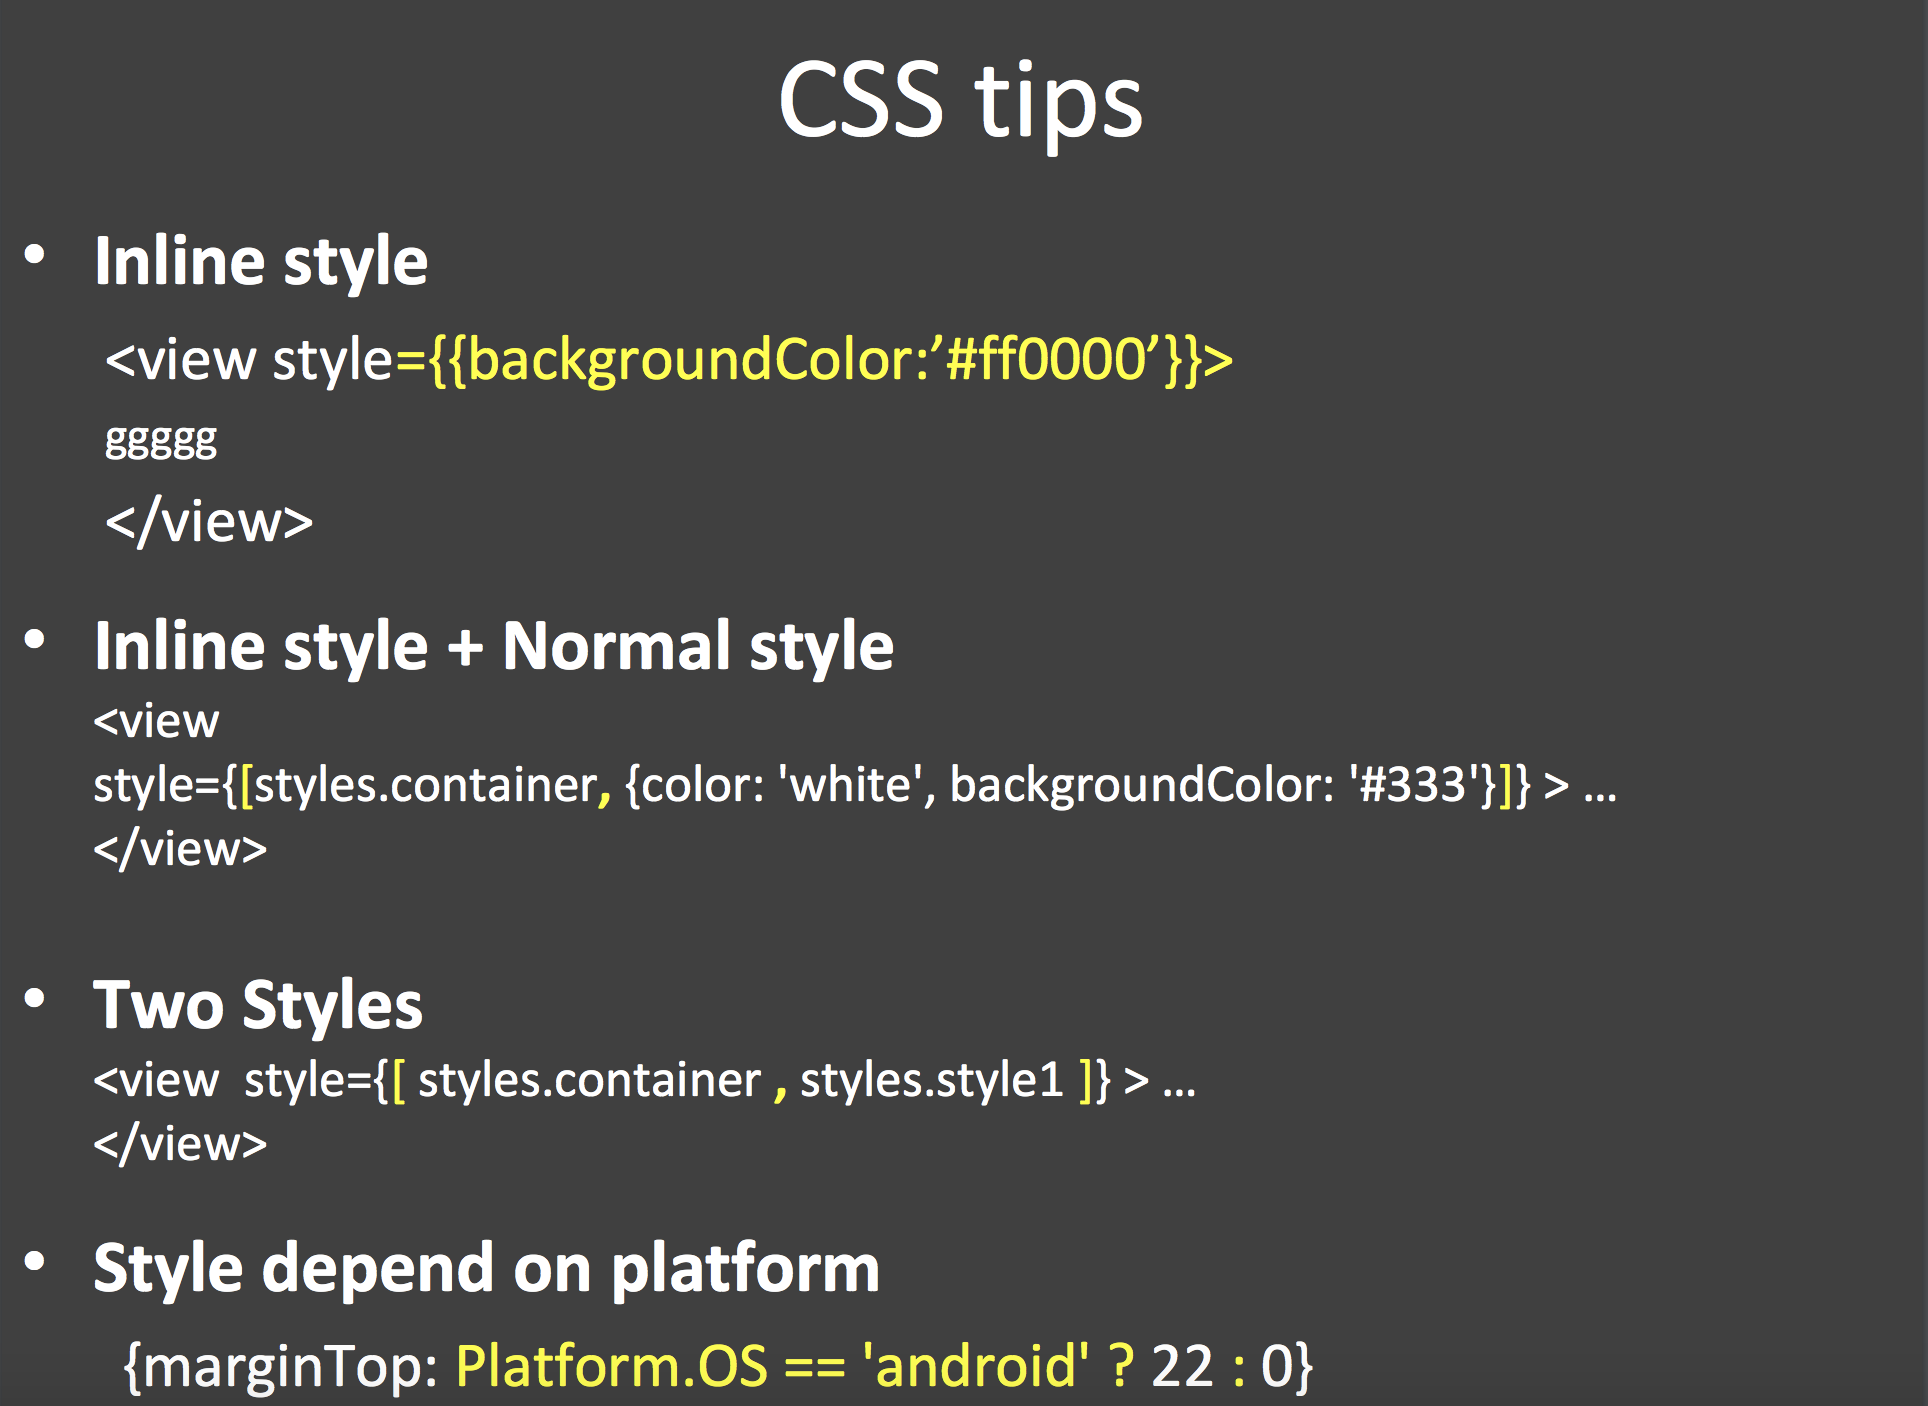 CSS tips
• Inline style
<view style={{backgroundColor:’#ff0000’}}>
ggggg
</view>
• Inline style + Normal style
<view
style={[styles.container, {color: 'white', backgroundColor: '#333'}]} > ...
</view>
• Two Styles
<view  style={[ styles.container , styles.style1 ]} > ...
</view>
• Style depend on platform
{marginTop: Platform.OS == 'android' ? 22 : 0}